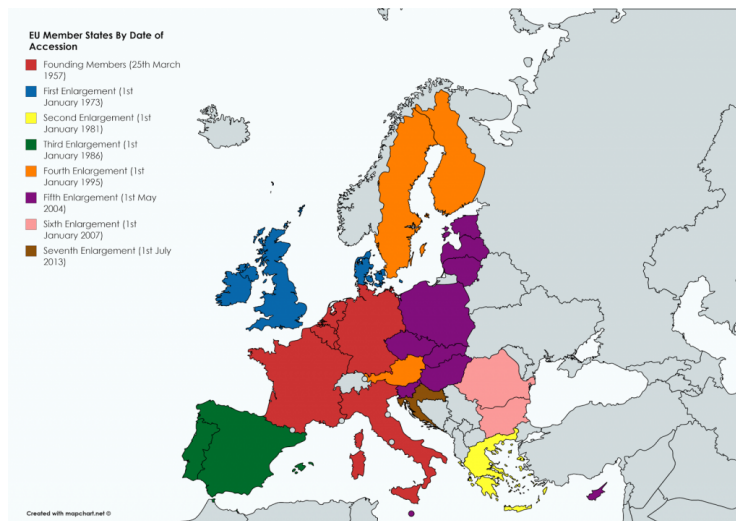 EU Member States By Date of
Accession
Founding Members (25th March
1957)
First Enlargement (1st
January 1973)
Second Enlargement (1st
January 1981)
Third Enlargement (1st
January 1986)
Fourth Enlargement (1st
January 1995)
Fifth Enlargement (1st May
2004)
Sixth Enlargement (1st
January 2007)
Seventh Enlargement (1st July
2013)
Created with mapchart.net ©